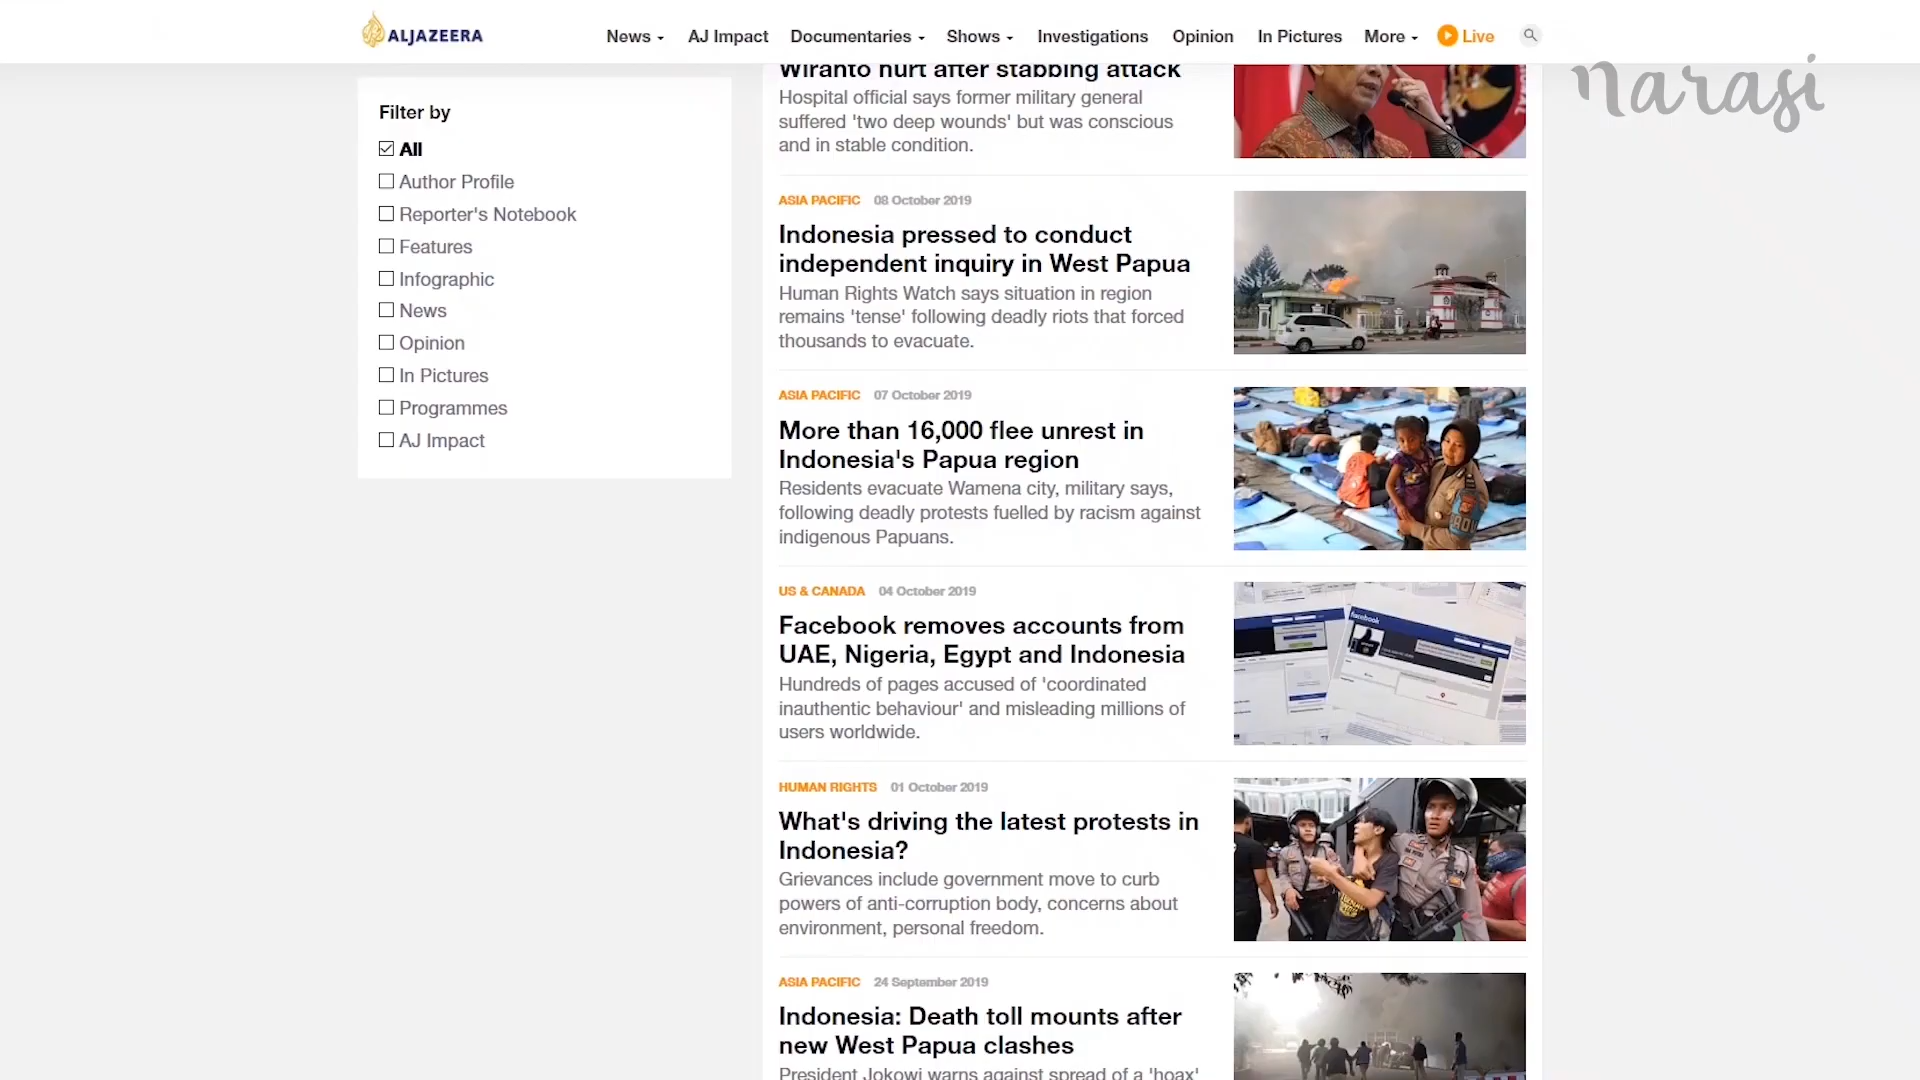 ALJAZEERA
News
AJ Impact
Documentaries
Shows
Investigations
Opinion
In Pictures
More
Live
narasi
Filter by
All
Author Profile
Reporter's Notebook
Features
Infographic
News
Opinion
In Pictures
Programmes
AJ Impact
Wiranto hurt after stabbing attack
Hospital official says former military general
suffered 'two deep wounds' but was conscious
and in stable condition.
ASIA PACIFIC 08 October 2019
Indonesia pressed to conduct
independent inquiry in West Papua
Human Rights Watch says situation in region
remains 'tense' following deadly riots that forced
thousands to evacuate.
ASIA PACIFIC 07 October 2019
More than 16,000 flee unrest in
Indonesia's Papua region
Residents evacuate Wamena city, military says,
following deadly protests fuelled by racism against
indigenous Papuans.
US & CANADA 04 October 2019
Facebook removes accounts from
UAE, Nigeria, Egypt and Indonesia
Hundreds of pages accused of 'coordinated
inauthentic behaviour' and misleading millions of
users worldwide.
facebook
HUMAN RIGHTS 01 October 2019
What's driving the latest protests in
Indonesia?
Grievances include government move to curb
powers of anti-corruption body, concerns about
environment, personal freedom.
ASIA PACIFIC 24 September 2019
Indonesia: Death toll mounts after
new West Papua clashes
President Jokowi warns against spread of a 'hoax'